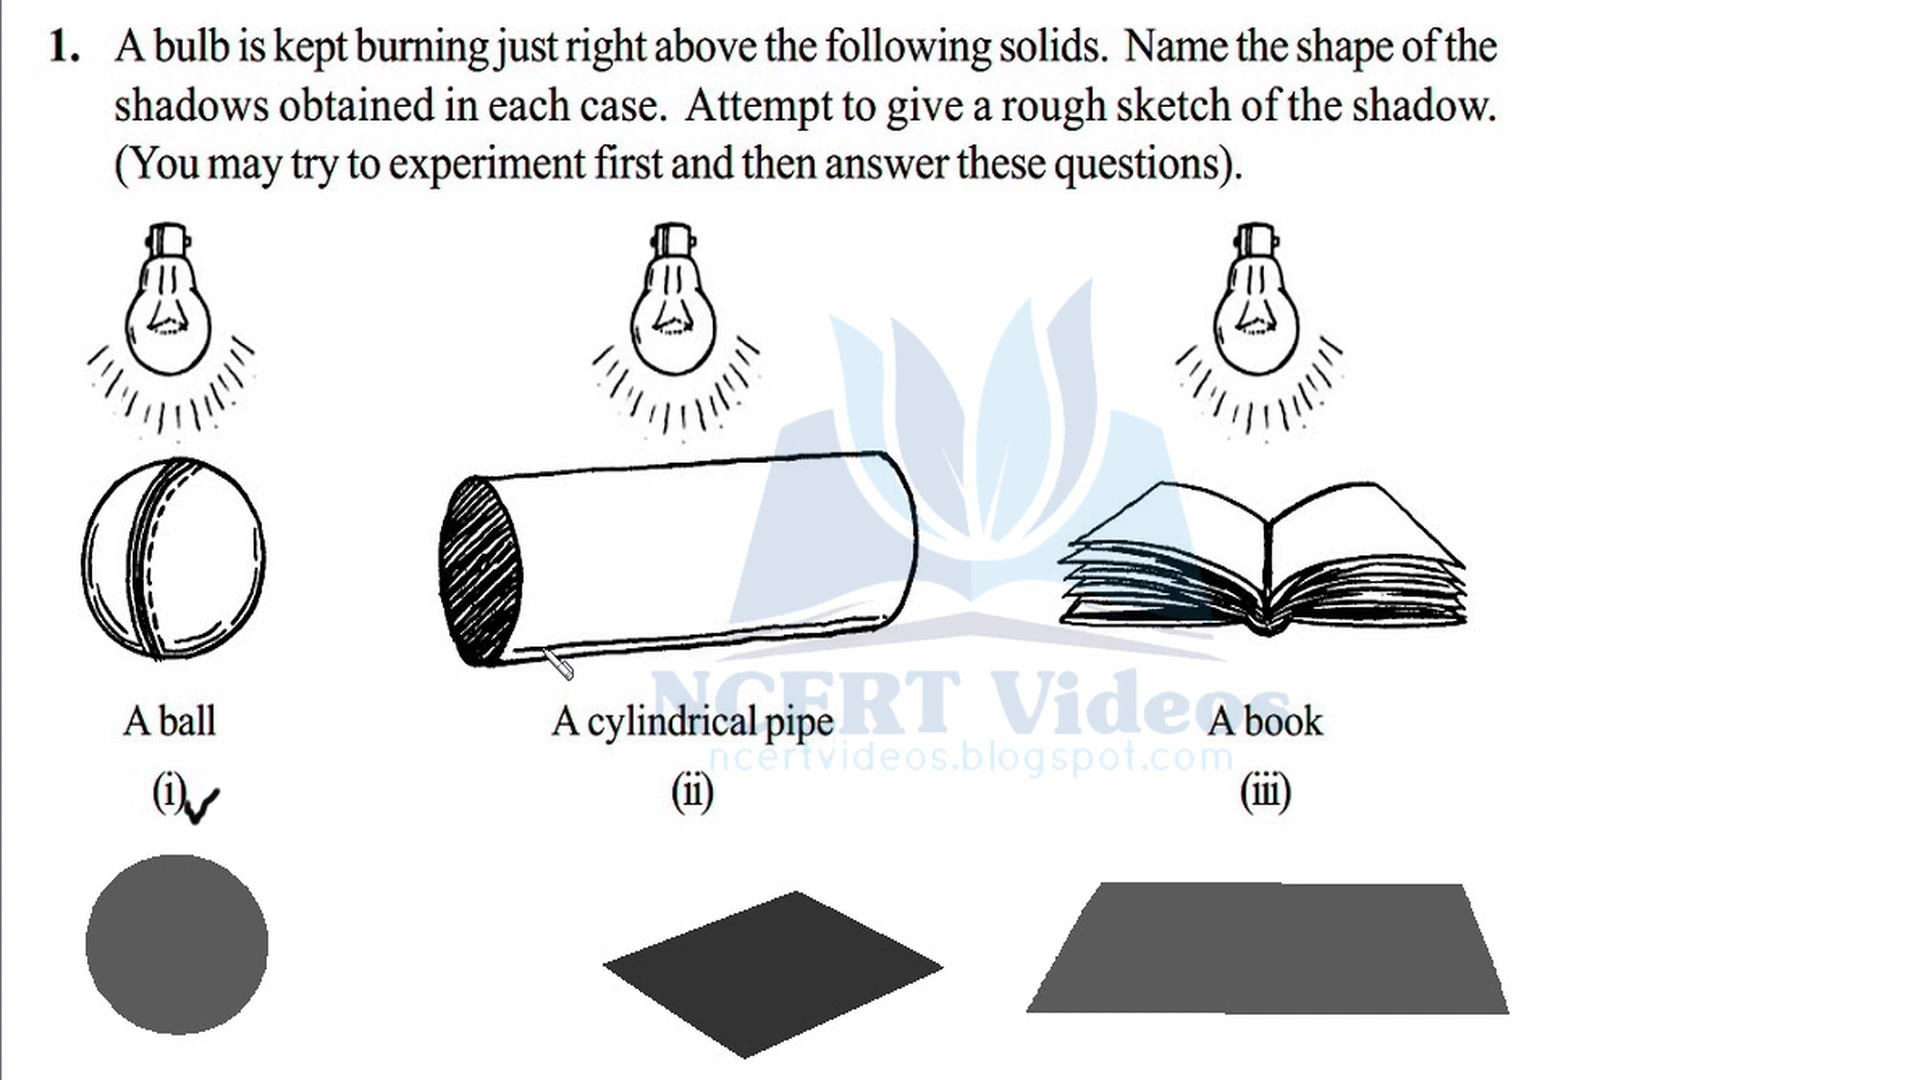 1. A bulb is kept burning just right above the following solids. Name the shape of the
shadows obtained in each case. Attempt to give a rough sketch of the shadow.
(You may try to experiment first and then answer these questions).
NCERT Videos
ncertvideos.blogspot.com
A ball
A cylindrical pipe
A book
(i)
(ii)
(iii)